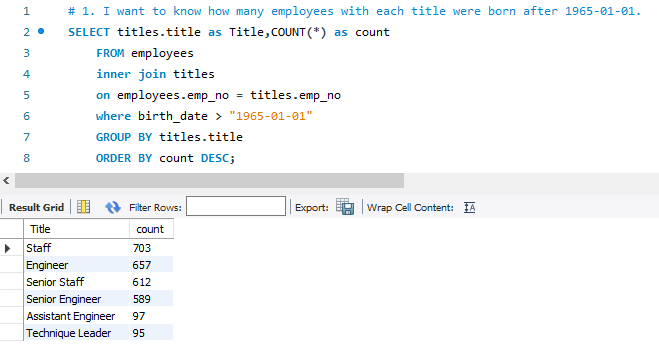 1 # 1. I want to know how many employees with each title were born after 1965-01-01.
2 SELECT titles.title as Title,COUNT(*) as count
3 FROM employees
4 inner join titles
5 on employees.emp_no = titles.emp_no
6 where birth_date > "1965-01-01"
7 GROUP BY titles.title
8 ORDER BY count DESC;
Result Grid Filter Rows: Export: Wrap Cell Content: IA
Title count
Staff 703
Engineer 657
Senior Staff 612
Senior Engineer 589
Assistant Engineer 97
Technique Leader 95